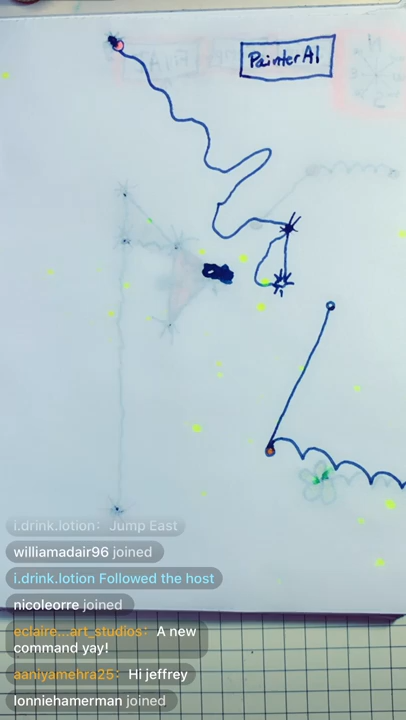 PainterAI
i.drink.lotion: Jump East
williamadair96 joined
i.drink.lotion Followed the host
nicoleorre joined
eclaire...art_studios: A new
command yay!
aaniyamehra25: Hi jeffrey
lonniehamerman joined